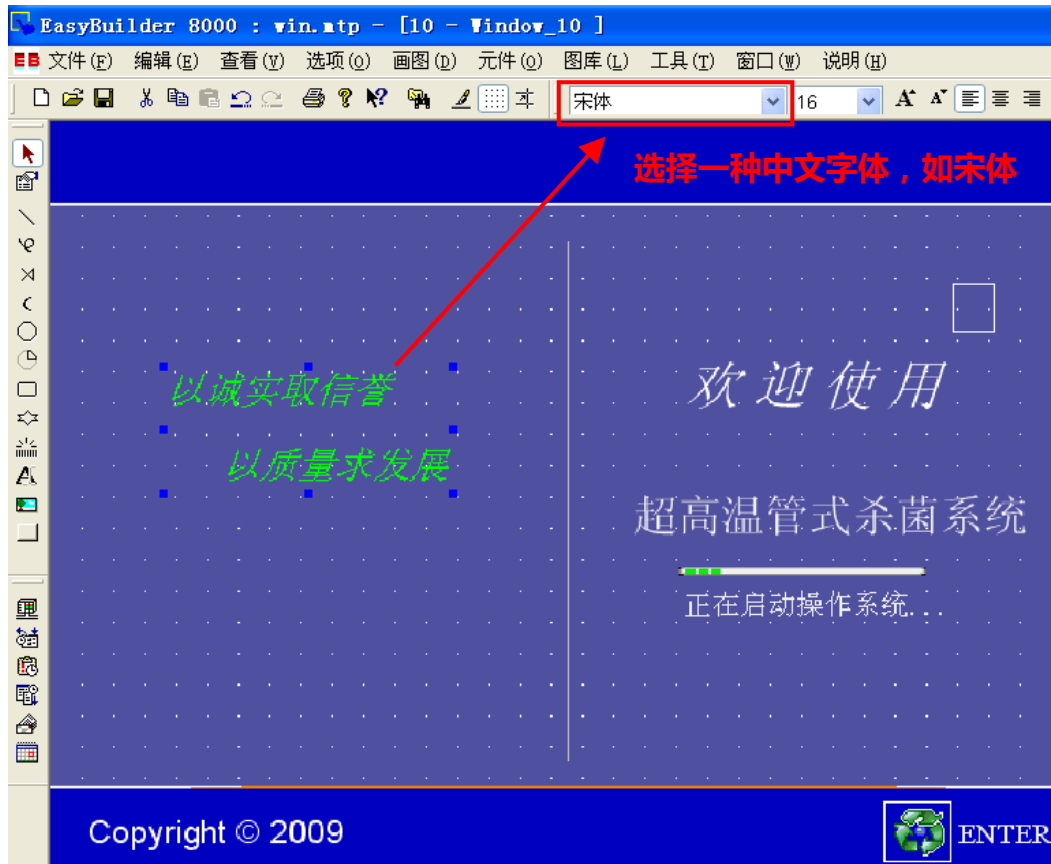 EasyBuilder 8000 : win.mtp - [10 - Window_10 ]
EB 文件(F) 编辑(E) 查看(V) 选项(O) 画图(D) 元件(O) 图库(L) 工具(T) 窗口(W) 说明(H)
宋体 16 A A
选择一种中文字体，如宋体
以诚实取信誉
以质量求发展
欢迎使用
超高温管式杀菌系统
正在启动操作系统...
Copyright © 2009
ENTER